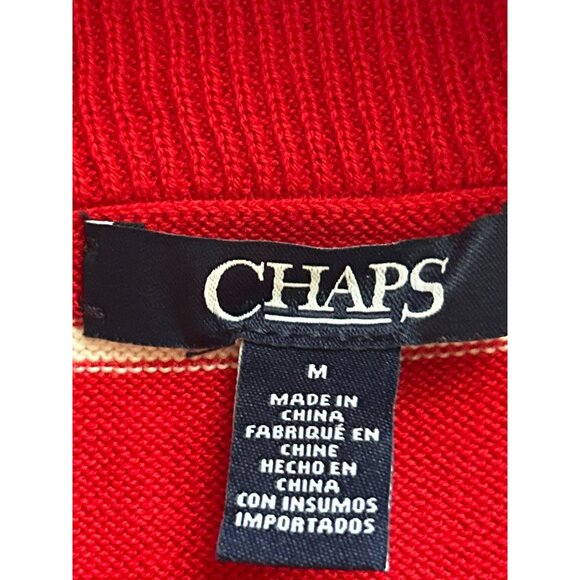 CHAPS
M
MADE IN
CHINA
FABRIQUÉ EN
CHINE
HECHO EN
CHINA
CON INSUMOS
IMPORTADOS